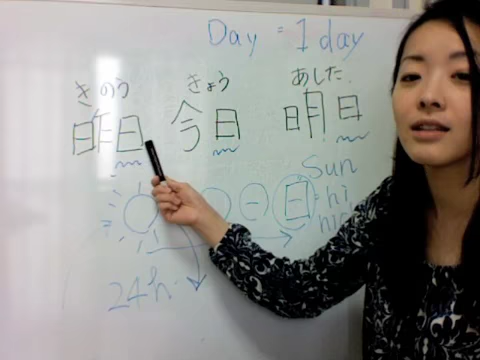 Day = 1 day
きのう きょう あした.
昨日 今日 明日
Sun
日 = hi
24h